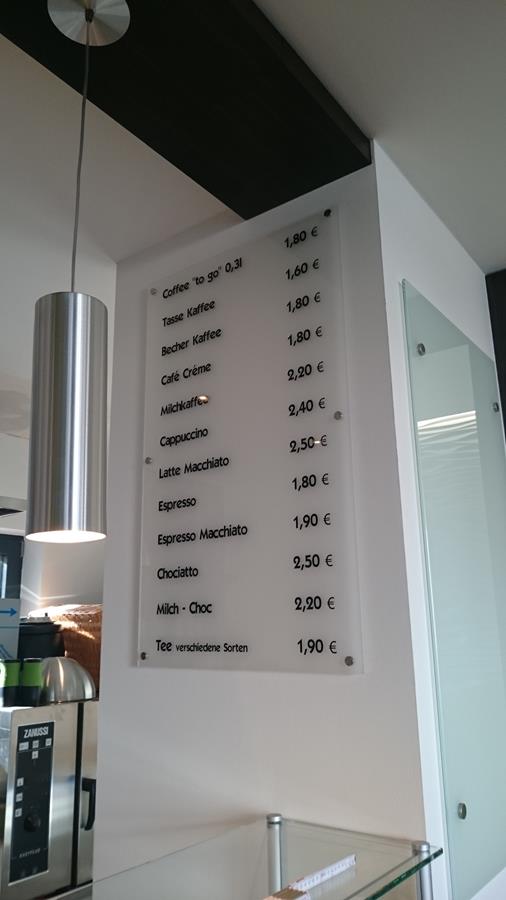 Coffee "to go" 0,3l 1,80 €
Tasse Kaffee 1,60 €
Becher Kaffee 1,80 €
Café Créme 1,80 €
Milchkaffee 2,20 €
Cappuccino 2,40 €
Latte Macchiato 2,50 €
Espresso 1,80 €
Espresso Macchiato 1,90 €
Chociatto 2,50 €
Milch - Choc 2,20 €
Tee verschiedene Sorten 1,90 €
ZANUSSI
EASYPLUS